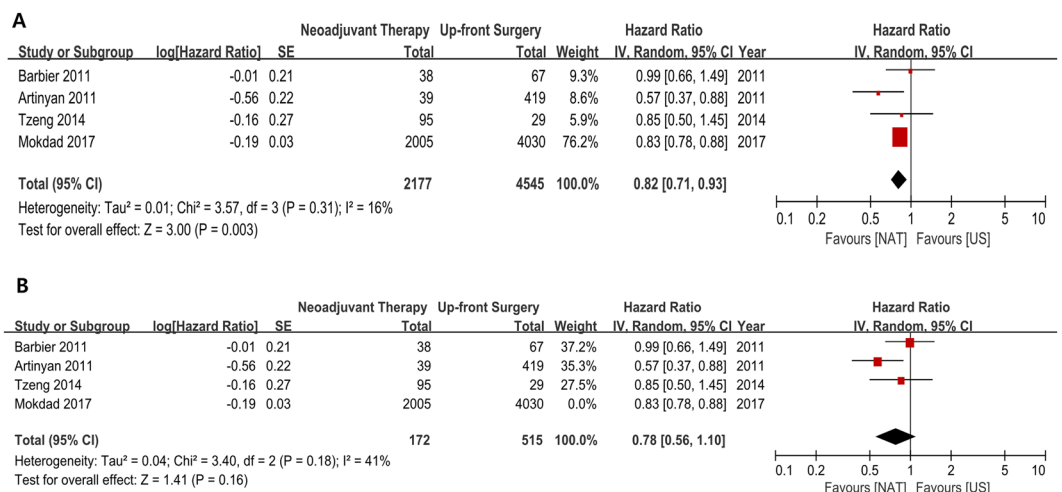 A
Neoadjuvant Therapy Up-front Surgery Hazard Ratio Hazard Ratio
Study or Subgroup log[Hazard Ratio] SE Total Total Weight IV, Random, 95% CI Year IV, Random, 95% CI
Barbier 2011 -0.01 0.21 38 67 9.3% 0.99 [0.66, 1.49] 2011
Artinyan 2011 -0.56 0.22 39 419 8.6% 0.57 [0.37, 0.88] 2011
Tzeng 2014 -0.16 0.27 95 29 5.9% 0.85 [0.50, 1.45] 2014
Mokdad 2017 -0.19 0.03 2005 4030 76.2% 0.83 [0.78, 0.88] 2017
Total (95% CI) 2177 4545 100.0% 0.82 [0.71, 0.93]
Heterogeneity: Tau² = 0.01; Chi² = 3.57, df = 3 (P = 0.31); I² = 16%
Test for overall effect: Z = 3.00 (P = 0.003)
0.1 0.2 0.5 1 2 5 10
Favours [NAT] Favours [US]
B
Neoadjuvant Therapy Up-front Surgery Hazard Ratio Hazard Ratio
Study or Subgroup log[Hazard Ratio] SE Total Total Weight IV, Random, 95% CI Year IV, Random, 95% CI
Barbier 2011 -0.01 0.21 38 67 37.2% 0.99 [0.66, 1.49] 2011
Artinyan 2011 -0.56 0.22 39 419 35.3% 0.57 [0.37, 0.88] 2011
Tzeng 2014 -0.16 0.27 95 29 27.5% 0.85 [0.50, 1.45] 2014
Mokdad 2017 -0.19 0.03 2005 4030 0.0% 0.83 [0.78, 0.88] 2017
Total (95% CI) 172 515 100.0% 0.78 [0.56, 1.10]
Heterogeneity: Tau² = 0.04; Chi² = 3.40, df = 2 (P = 0.18); I² = 41%
Test for overall effect: Z = 1.41 (P = 0.16)
0.1 0.2 0.5 1 2 5 10
Favours [NAT] Favours [US]